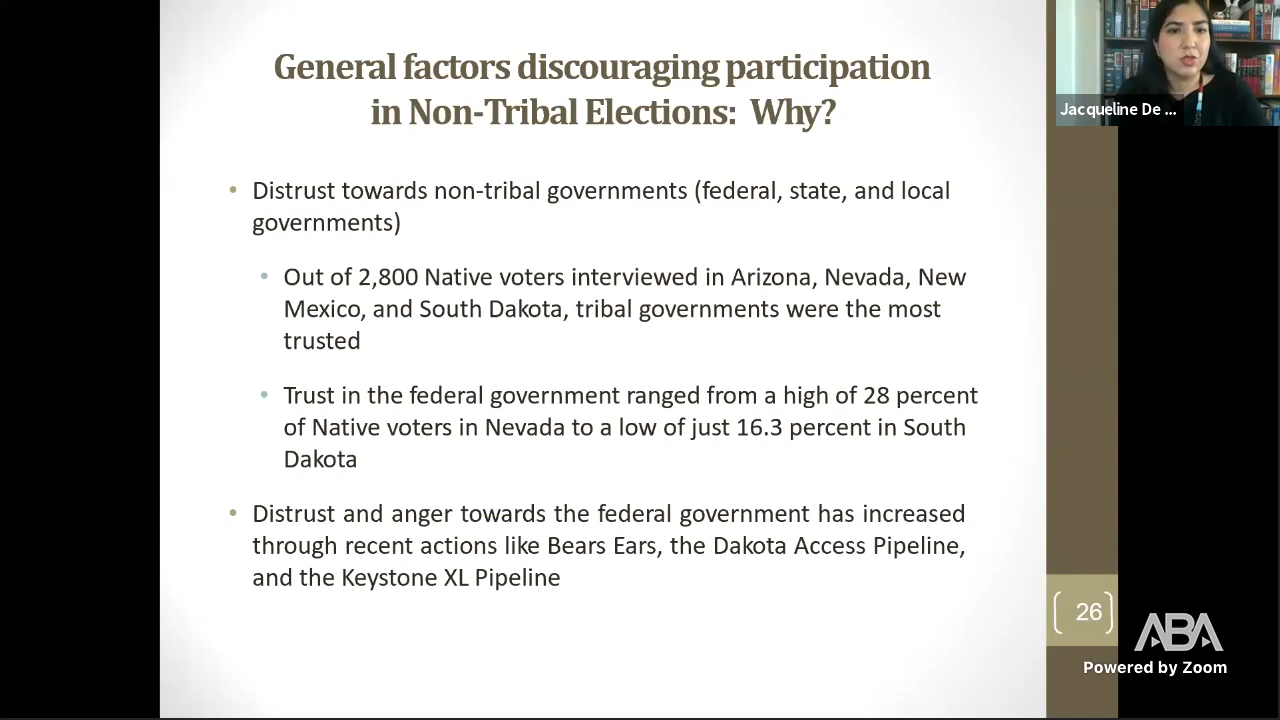 General factors discouraging participation
in Non-Tribal Elections: Why?
• Distrust towards non-tribal governments (federal, state, and local
governments)
• Out of 2,800 Native voters interviewed in Arizona, Nevada, New
Mexico, and South Dakota, tribal governments were the most
trusted
• Trust in the federal government ranged from a high of 28 percent
of Native voters in Nevada to a low of just 16.3 percent in South
Dakota
• Distrust and anger towards the federal government has increased
through recent actions like Bears Ears, the Dakota Access Pipeline,
and the Keystone XL Pipeline
Jacqueline De ...
26
ABA
Powered by Zoom